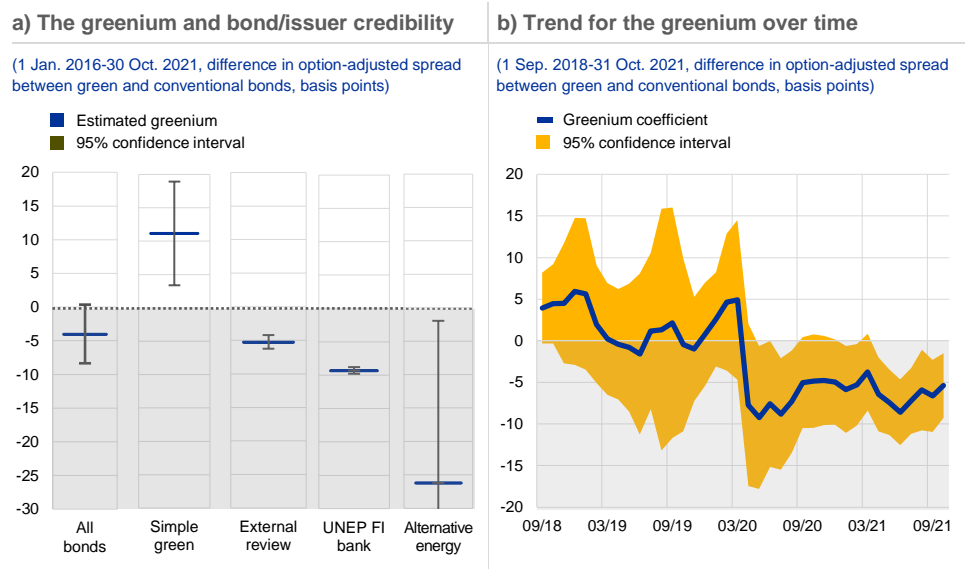 a) The greenium and bond/issuer credibility
(1 Jan. 2016-30 Oct. 2021, difference in option-adjusted spread
between green and conventional bonds, basis points)
Estimated greenium
95% confidence interval
20
15
10
5
0
-5
-10
-15
-20
-25
-30
All
bonds
Simple
green
External
review
UNEP FI
bank
Alternative
energy
b) Trend for the greenium over time
(1 Sep. 2018-31 Oct. 2021, difference in option-adjusted spread
between green and conventional bonds, basis points)
Greenium coefficient
95% confidence interval
20
15
10
5
0
-5
-10
-15
-20
09/18
03/19
09/19
03/20
09/20
03/21
09/21